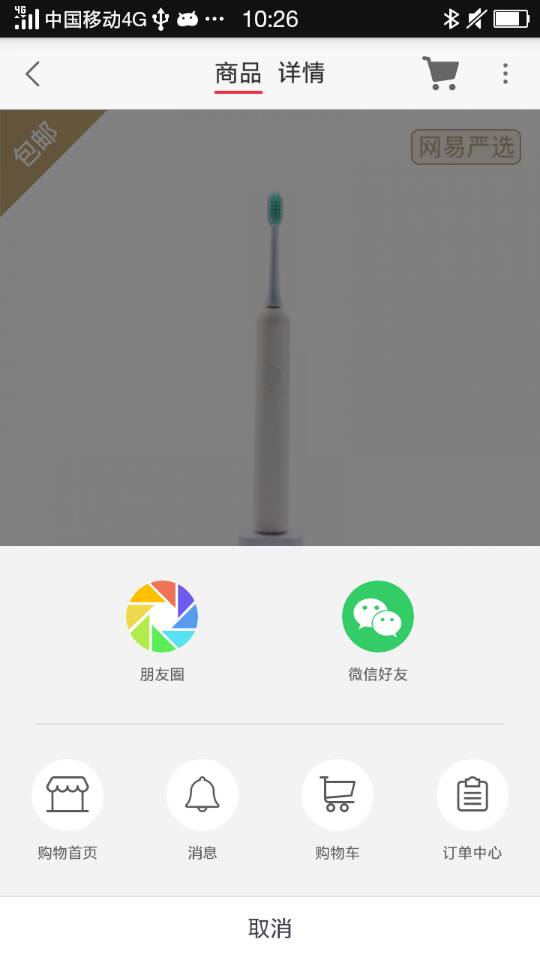 4G 中国移动4G ··· 10:26
商品 详情
包邮
网易严选
朋友圈 微信好友
购物首页 消息 购物车 订单中心
取消